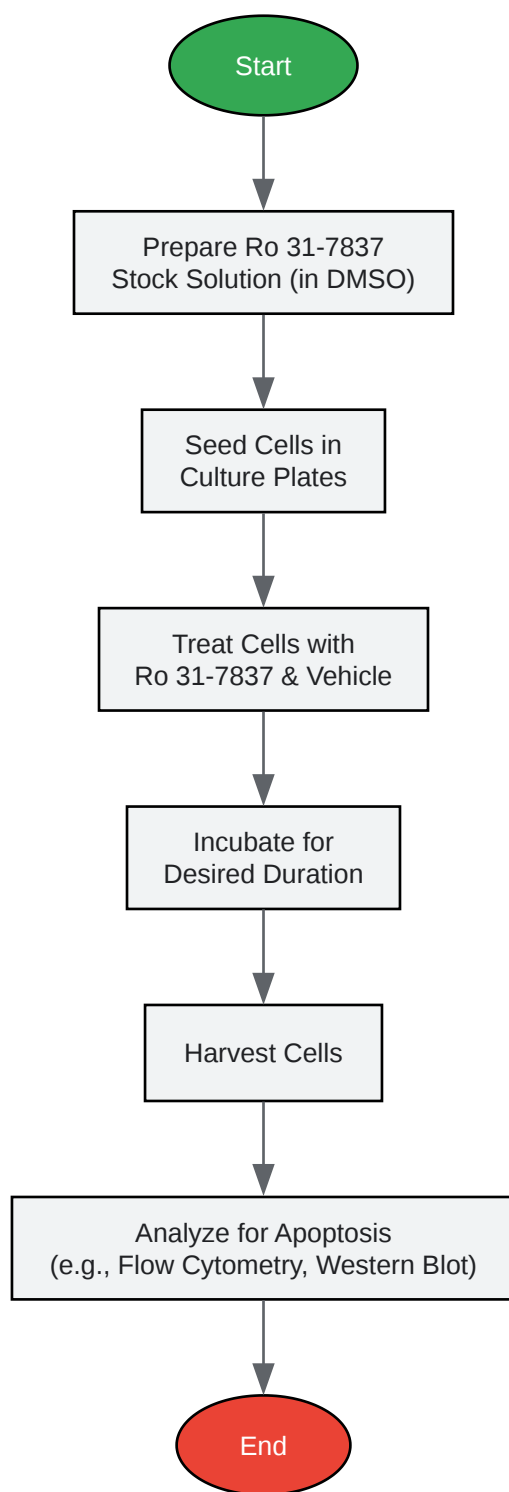 Start
Prepare Ro 31-7837
Stock Solution (in DMSO)
Seed Cells in
Culture Plates
Treat Cells with
Ro 31-7837 & Vehicle
Incubate for
Desired Duration
Harvest Cells
Analyze for Apoptosis
(e.g., Flow Cytometry, Western Blot)
End